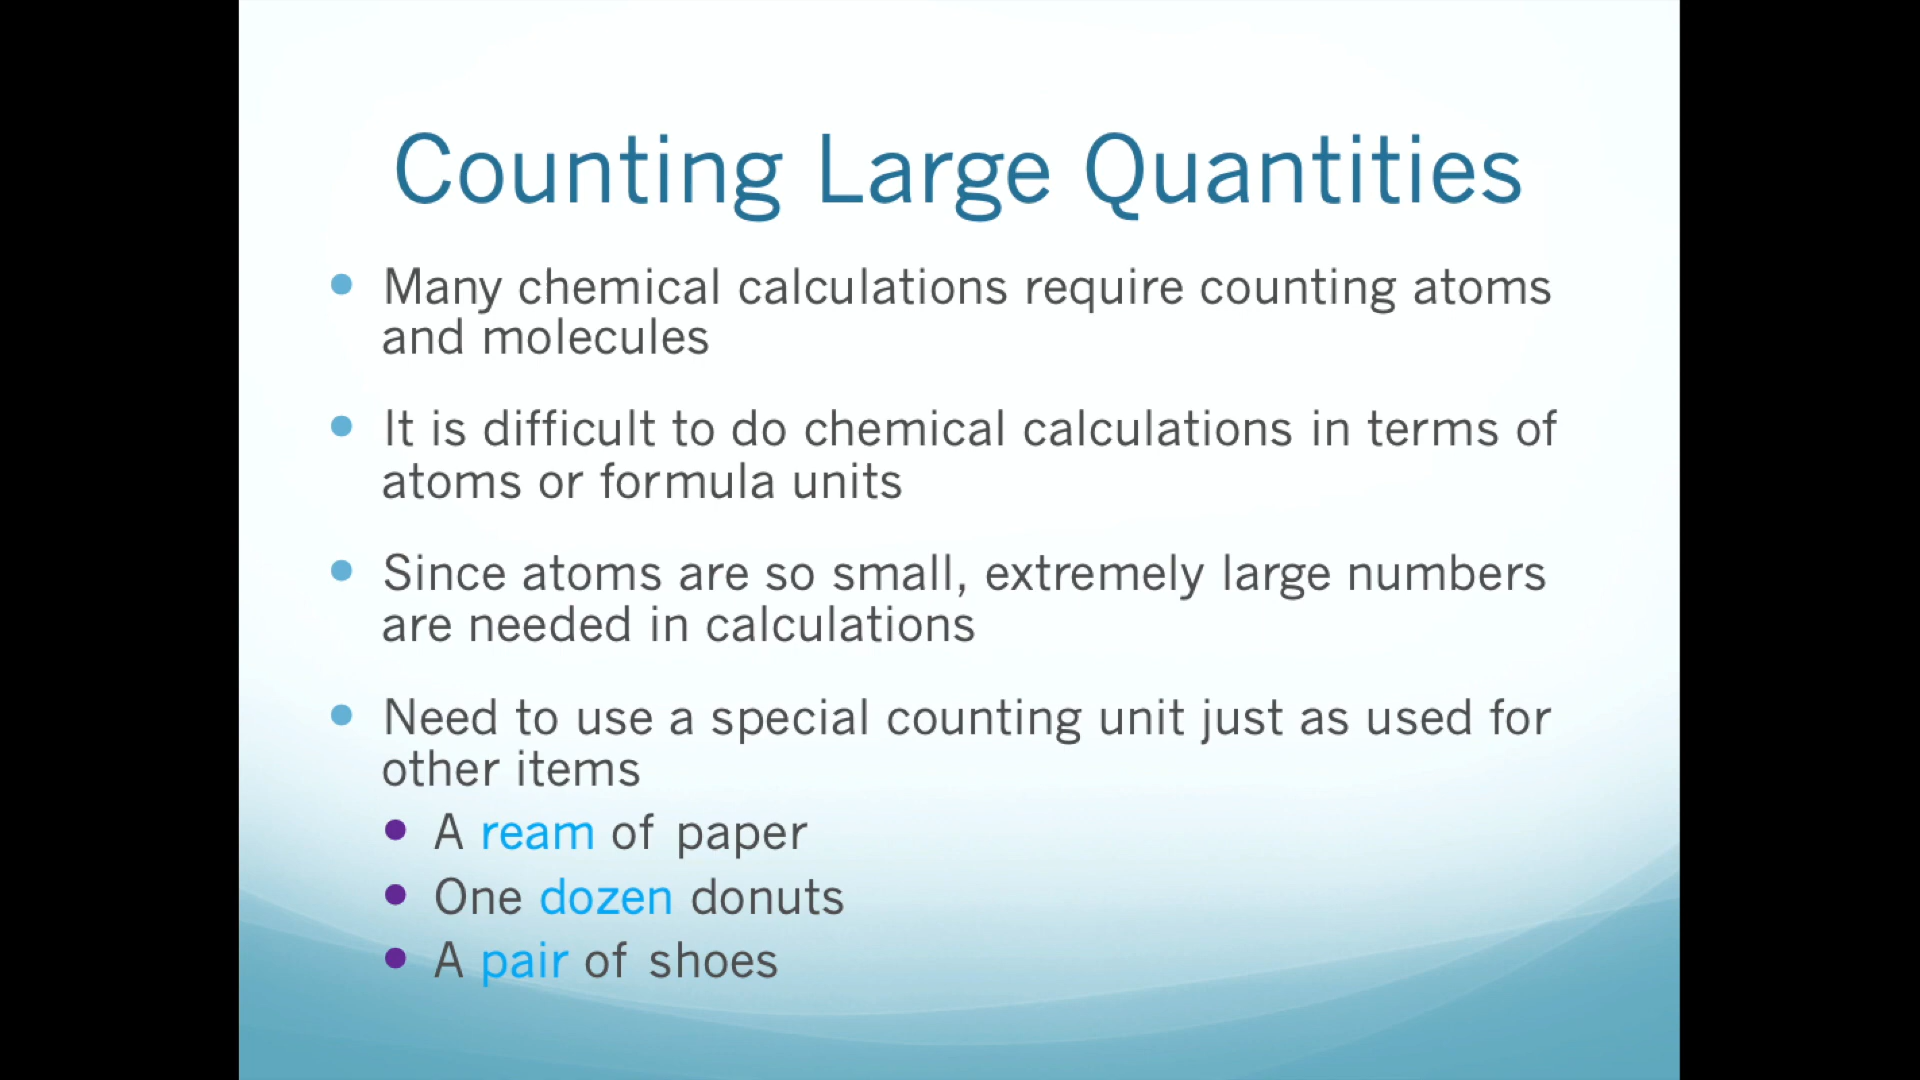 Counting Large Quantities
Many chemical calculations require counting atoms
and molecules
It is difficult to do chemical calculations in terms of
atoms or formula units
Since atoms are so small, extremely large numbers
are needed in calculations
Need to use a special counting unit just as used for
other items
A ream of paper
One dozen donuts
A pair of shoes